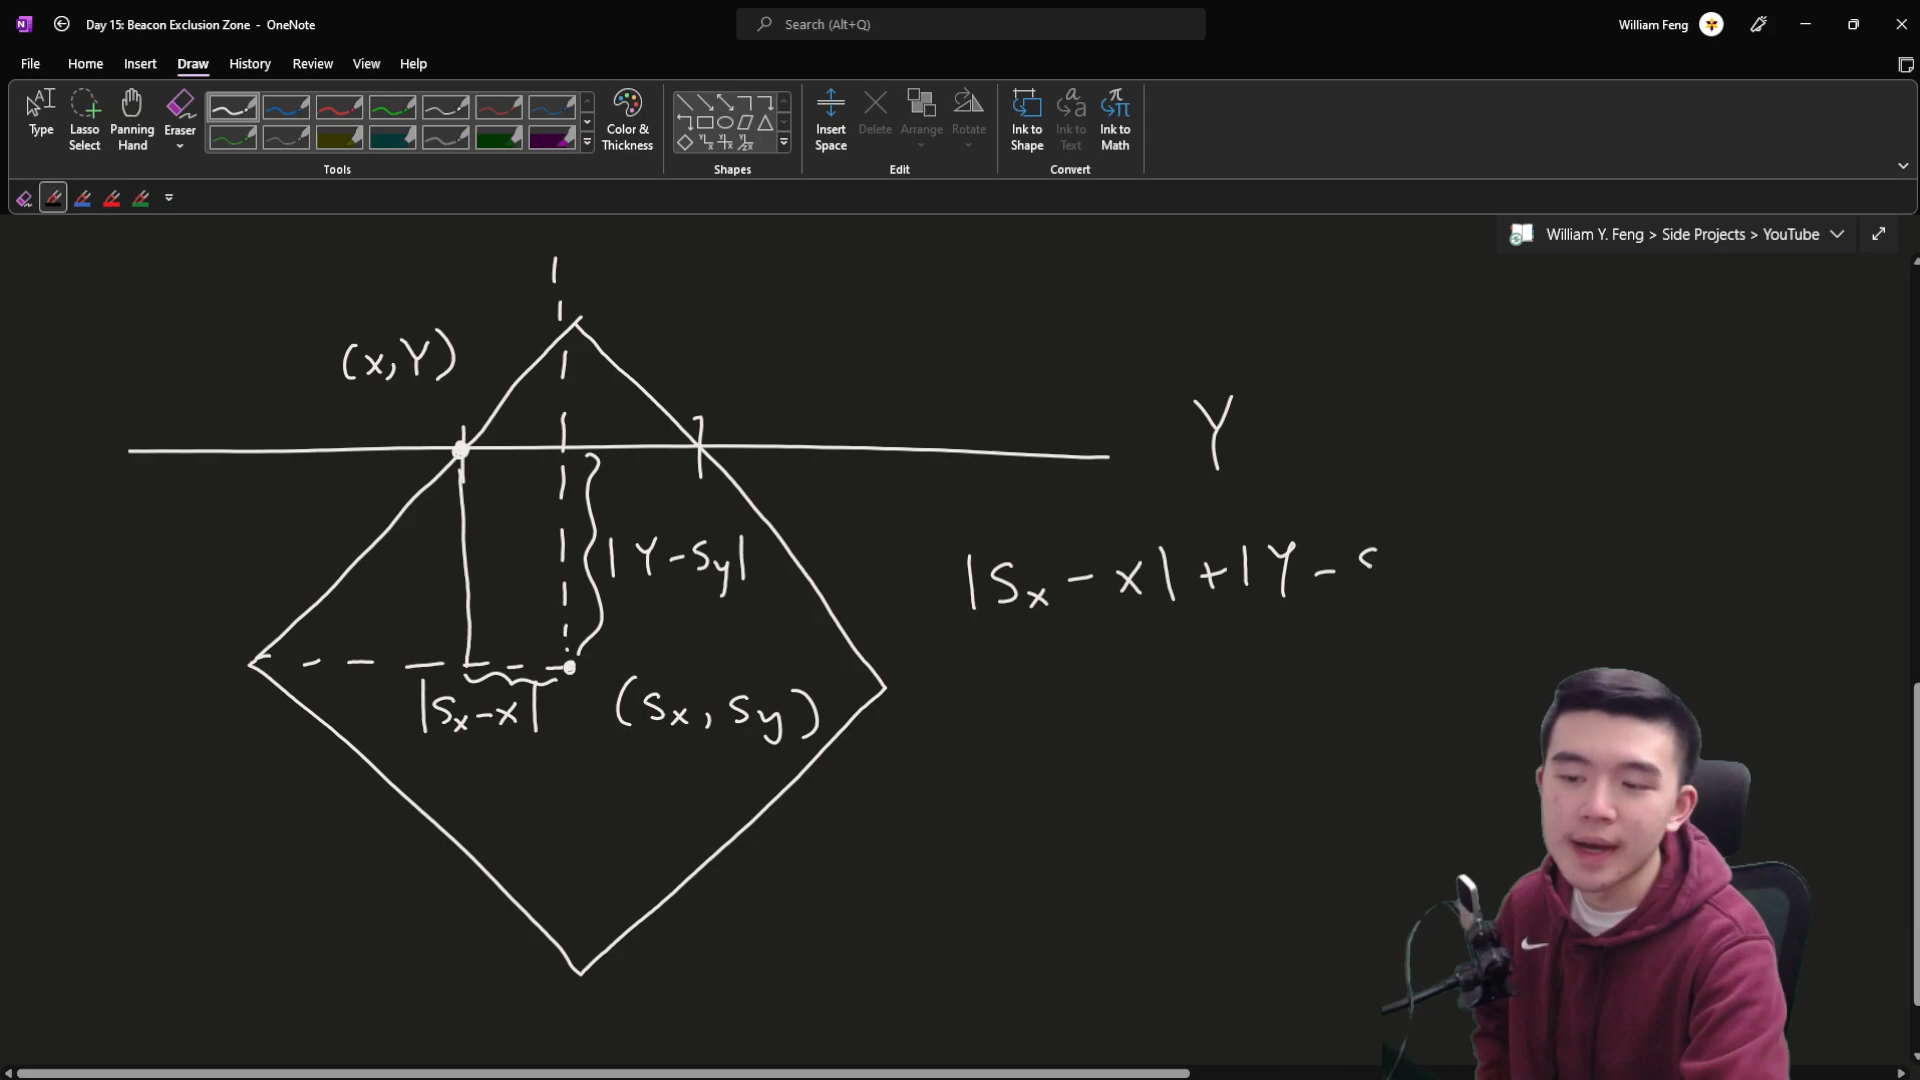 Day 15: Beacon Exclusion Zone - OneNote
Search (Alt+Q)
William Feng
File Home Insert Draw History Review View Help
Type
Lasso Select
Panning Hand
Eraser
Color & Thickness
Insert Space
Delete
Arrange
Rotate
Ink to Shape
Ink to Text
Ink to Math
Tools
Shapes
Edit
Convert
William Y. Feng > Side Projects > YouTube
(x, Y)
Y
|Y - Sy|
|Sx - x| + |Y - S
|Sx - x|
(Sx, Sy)